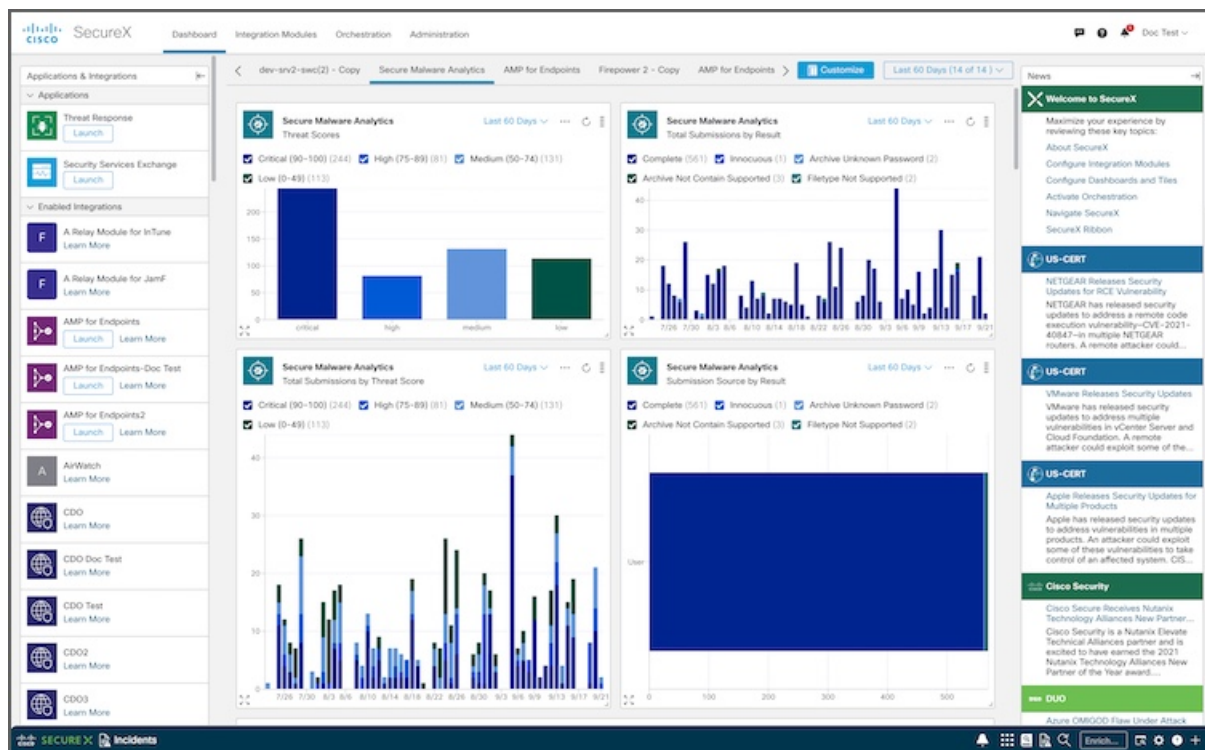 CISCO SecureX
Dashboard
Integration Modules
Orchestration
Administration
Doc Test
Applications & Integrations
Applications
Threat Response
Launch
Security Services Exchange
Launch
Enabled Integrations
F
A Relay Module for InTune
Learn More
F
A Relay Module for JamF
Learn More
AMP for Endpoints
Launch Learn More
AMP for Endpoints-Doc Test
Launch Learn More
AMP for Endpoints2
Launch Learn More
A
AirWatch
Learn More
CDO
Learn More
CDO Doc Test
Learn More
CDO Test
Learn More
CDO2
Learn More
CDO3
Learn More
dev-srv2-swc(2) - Copy
Secure Malware Analytics
AMP for Endpoints
Firepower 2 - Copy
AMP for Endpoints
Customize
Last 60 Days (14 of 14 )
Secure Malware Analytics
Threat Scores
Last 60 Days
Critical (90-100) (244) High (75-89) (81) Medium (50-74) (131)
Low (0-49) (113)
200
150
100
50
0
critical high medium low
Secure Malware Analytics
Total Submissions by Result
Last 60 Days
Complete (561) Innocuous (1) Archive Unknown Password (2)
Archive Not Contain Supported (3) Filetype Not Supported (2)
40
30
20
10
0
7/26 7/30 8/3 8/6 8/10 8/14 8/18 8/22 8/26 8/30 9/3 9/6 9/9 9/13 9/17 9/21
Secure Malware Analytics
Total Submissions by Threat Score
Last 60 Days
Critical (90-100) (244) High (75-89) (81) Medium (50-74) (131)
Low (0-49) (113)
40
30
20
10
0
7/26 7/30 8/3 8/6 8/10 8/14 8/18 8/22 8/26 8/30 9/3 9/6 9/9 9/13 9/17 9/21
Secure Malware Analytics
Submission Source by Result
Last 60 Days
Complete (561) Innocuous (1) Archive Unknown Password (2)
Archive Not Contain Supported (3) Filetype Not Supported (2)
User
0 100 200 300 400 500
News
Welcome to SecureX
Maximize your experience by
reviewing these key topics:
About SecureX
Configure Integration Modules
Configure Dashboards and Tiles
Activate Orchestration
Navigate SecureX
SecureX Ribbon
US-CERT
NETGEAR Releases Security
Updates for RCE Vulnerability
NETGEAR has released security
updates to address a remote code
execution vulnerability—CVE-2021-
40847—in multiple NETGEAR
routers. A remote attacker could...
US-CERT
VMware Releases Security Updates
VMware has released security
updates to address multiple
vulnerabilities in vCenter Server and
Cloud Foundation. A remote
attacker could exploit some of the...
US-CERT
Apple Releases Security Updates for
Multiple Products
Apple has released security updates
to address vulnerabilities in multiple
products. An attacker could exploit
some of these vulnerabilities to take
control of an affected system. CIS...
Cisco Security
Cisco Secure Receives Nutanix
Technology Alliances New Partner...
Cisco Security is a Nutanix Elevate
Technical Alliances partner and is
excited to have earned the 2021
Nutanix Technology Alliances New
Partner of the Year award....
DUO
Azure OMIGOD Flaw Under Attack
CISCO SECURE X Incidents
Enrich...